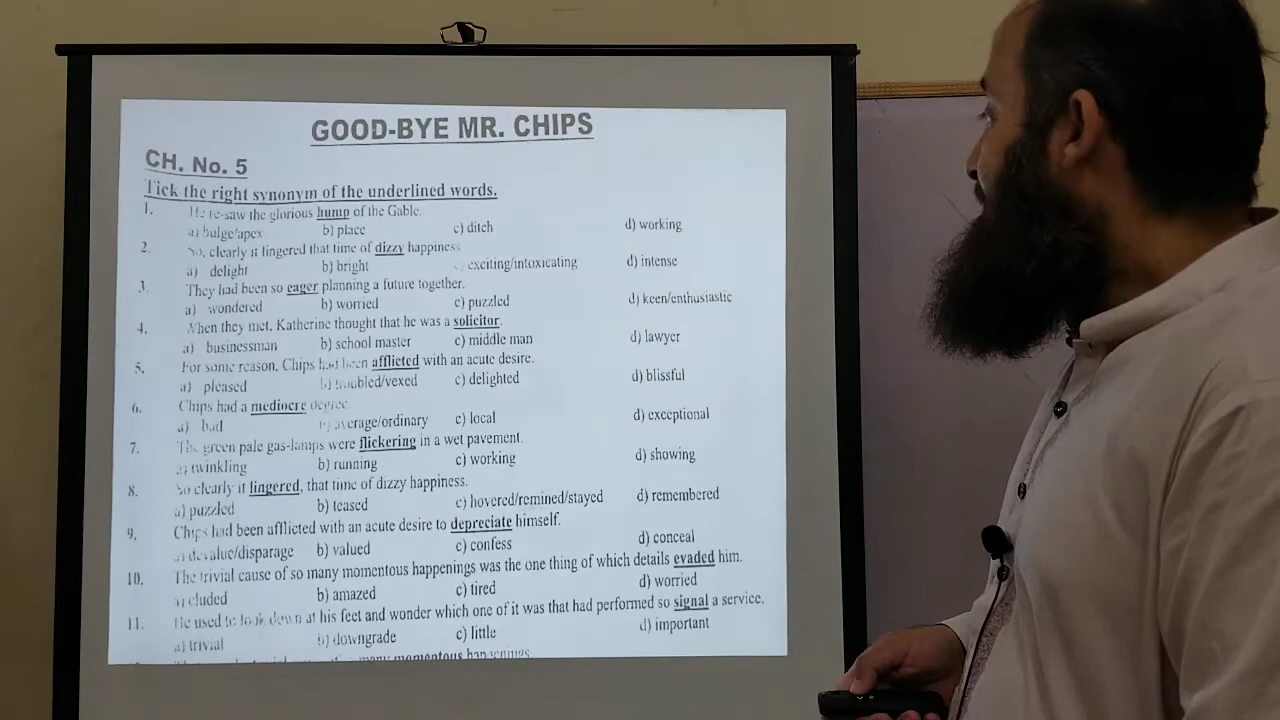 GOOD-BYE MR. CHIPS
CH. No. 5
Tick the right synonym of the underlined words.
1. He re-saw the glorious hump of the Gable.
a) bulge/apex b) place c) ditch d) working
2. So, clearly it lingered that time of dizzy happiness
a) delight b) bright c) exciting/intoxicating d) intense
3. They had been so eager planning a future together.
a) wondered b) worried c) puzzled d) keen/enthusiastic
4. When they met, Katherine thought that he was a solicitor.
a) businessman b) school master c) middle man d) lawyer
5. For some reason, Chips had been afflicted with an acute desire.
a) pleased b) troubled/vexed c) delighted d) blissful
6. Chips had a mediocre degree.
a) bad b) average/ordinary c) local d) exceptional
7. The green pale gas-lamps were flickering in a wet pavement.
a) twinkling b) running c) working d) showing
8. So clearly it lingered, that time of dizzy happiness.
a) puzzled b) teased c) hovered/remined/stayed d) remembered
9. Chips had been afflicted with an acute desire to depreciate himself.
a) devalue/disparage b) valued c) confess d) conceal
10. The trivial cause of so many momentous happenings was the one thing of which details evaded him.
a) eluded b) amazed c) tired d) worried
11. He used to look down at his feet and wonder which one of it was that had performed so signal a service.
a) trivial b) downgrade c) little d) important
many momentous happenings